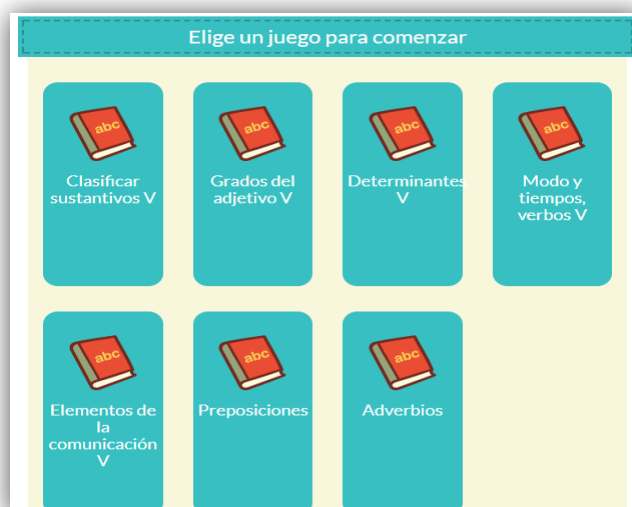 Elige un juego para comenzar
abc
Clasificar
sustantivos V
abc
Grados del
adjetivo V
abc
Determinantes
V
abc
Modo y
tiempos,
verbos V
abc
Elementos de
la
comunicación
V
abc
Preposiciones
abc
Adverbios